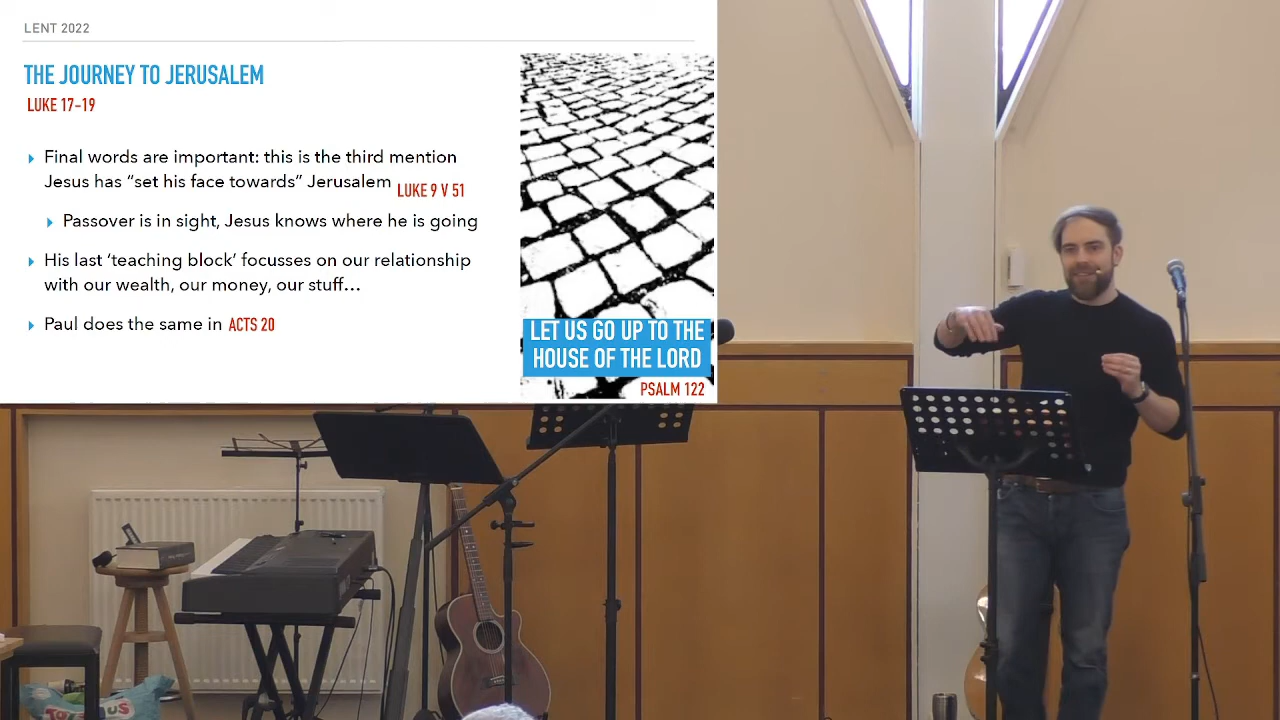 LENT 2022
THE JOURNEY TO JERUSALEM
LUKE 17-19
Final words are important: this is the third mention
Jesus has “set his face towards” Jerusalem LUKE 9 V 51
Passover is in sight, Jesus knows where he is going
His last ‘teaching block’ focusses on our relationship
with our wealth, our money, our stuff…
Paul does the same in ACTS 20
LET US GO UP TO THE
HOUSE OF THE LORD
PSALM 122